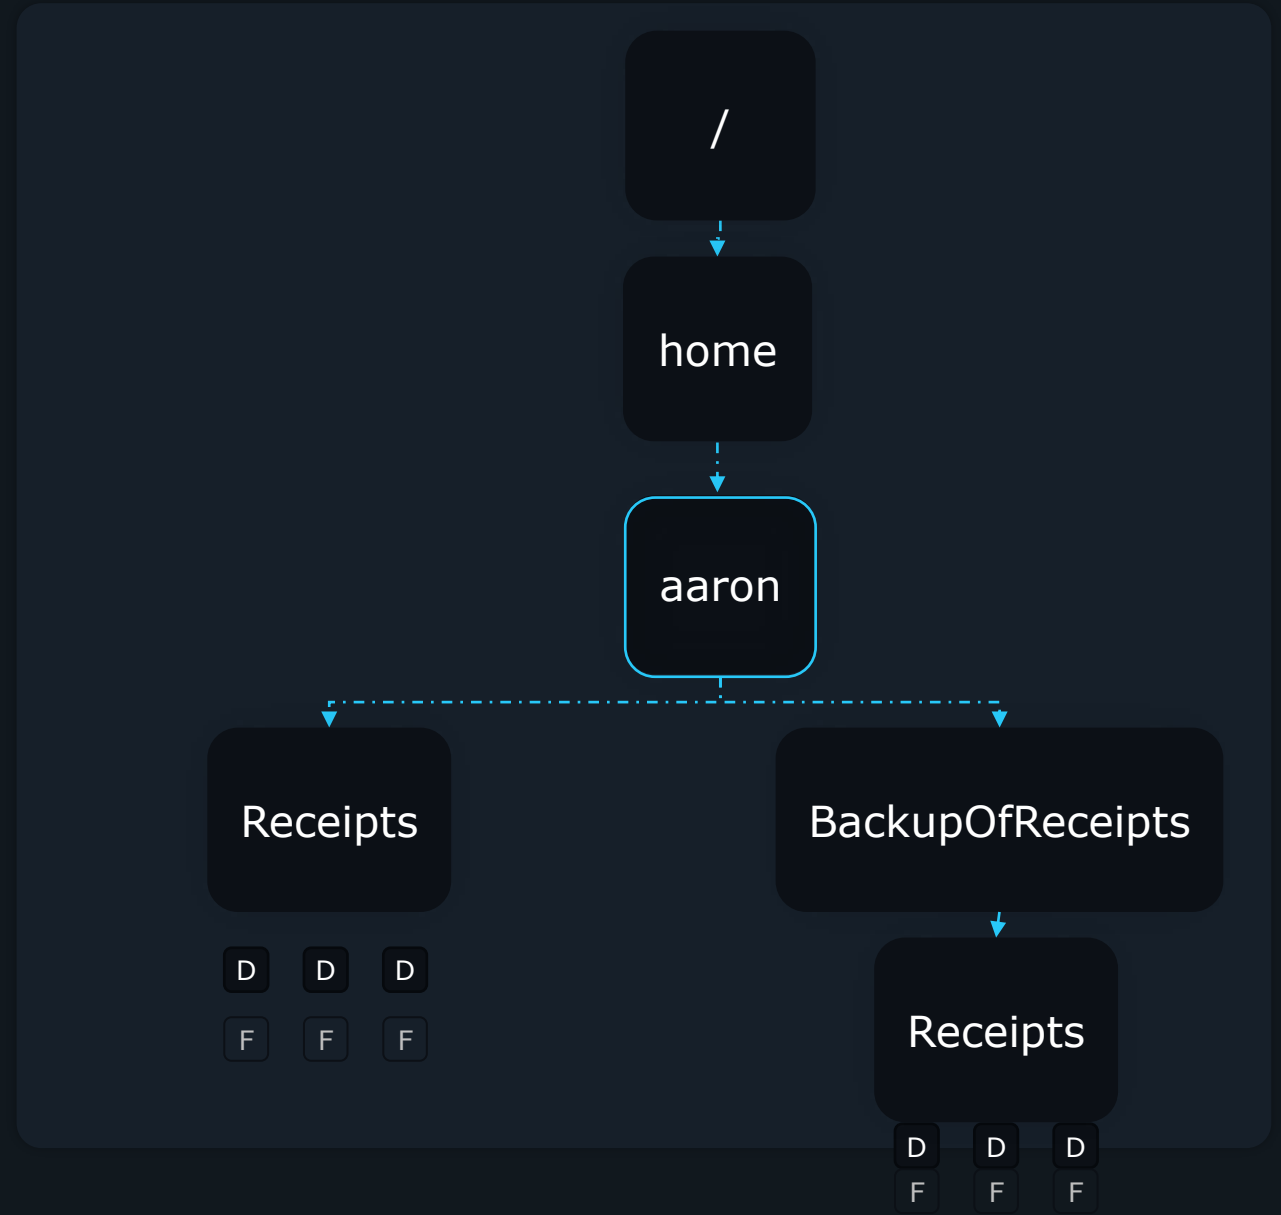 /
home
aaron
Receipts
BackupOfReceipts
D D D
F F F
Receipts
D D D
F F F